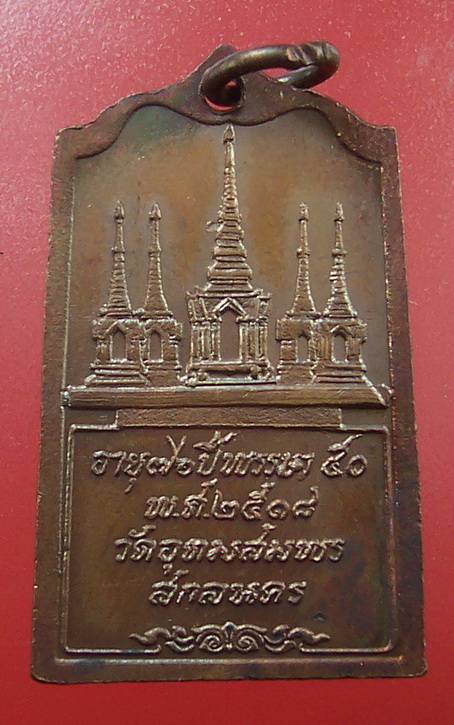 อายุ๗๖ปี พรรษา ๕๐
พ.ศ.๒๕๑๘
วัดอุดมสมพร
สกลนคร